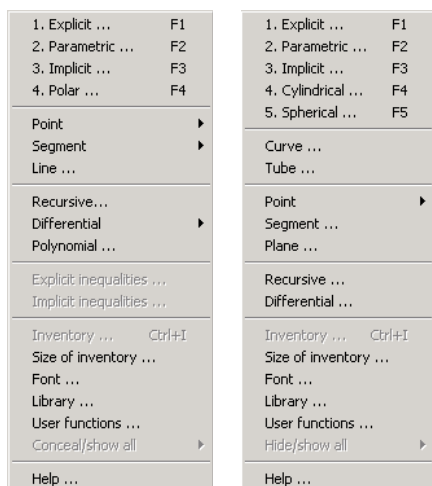 1. Explicit ... F1
2. Parametric ... F2
3. Implicit ... F3
4. Polar ... F4
Point
Segment
Line ...
Recursive...
Differential
Polynomial ...
Explicit inequalities ...
Implicit inequalities ...
Inventory ... Ctrl+I
Size of inventory ...
Font ...
Library ...
User functions ...
Conceal/show all
Help ...
1. Explicit ... F1
2. Parametric ... F2
3. Implicit ... F3
4. Cylindrical ... F4
5. Spherical ... F5
Curve ...
Tube ...
Point
Segment ...
Plane ...
Recursive ...
Differential ...
Inventory ... Ctrl+I
Size of inventory ...
Font ...
Library ...
User functions ...
Hide/show all
Help ...